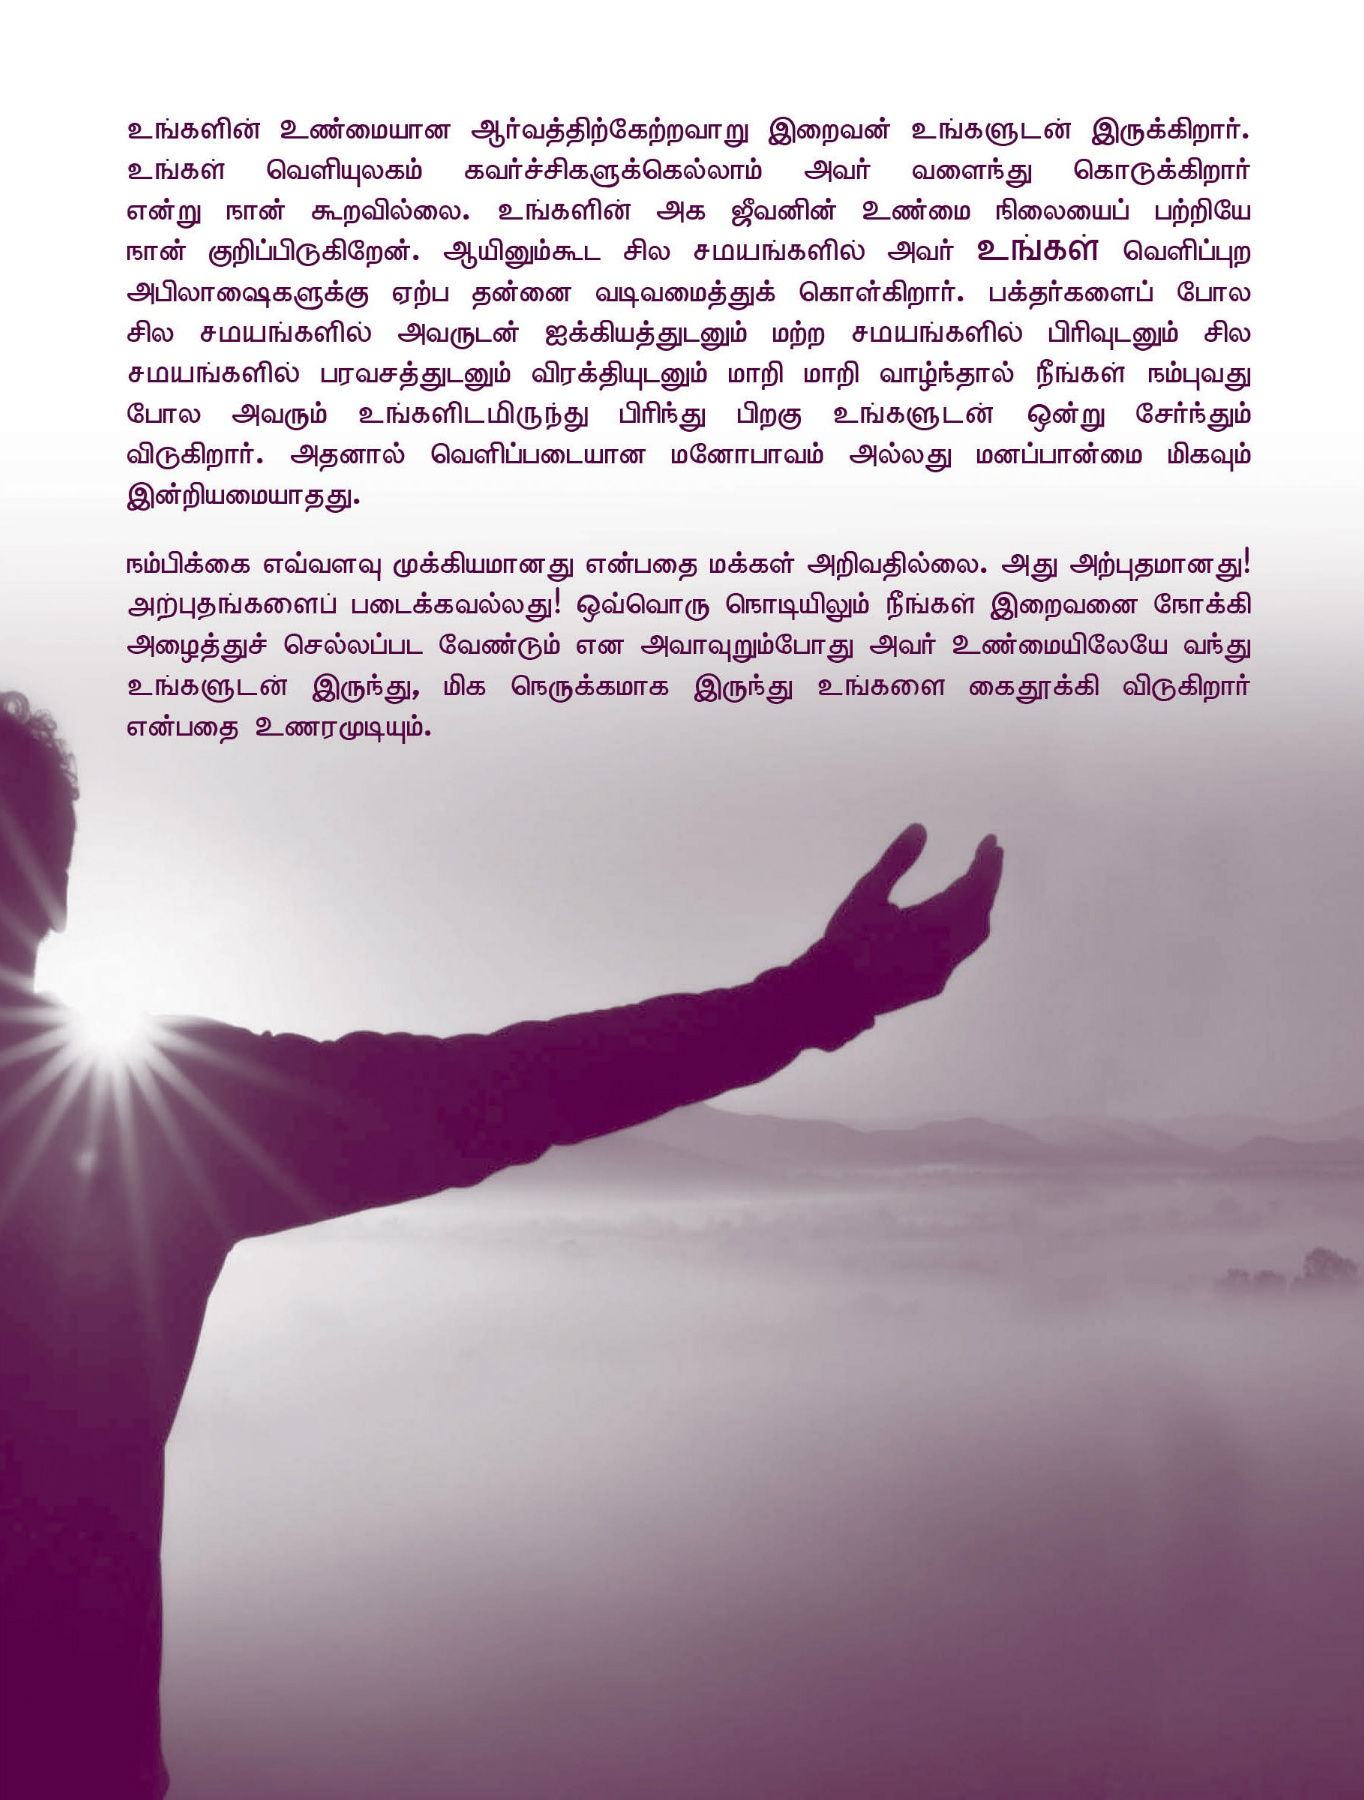 உங்களின் உண்மையான ஆர்வத்திற்கேற்றவாறு இறைவன் உங்களுடன் இருக்கிறார்.
உங்கள் வெளியுலகம் கவர்ச்சிகளுக்கெல்லாம் அவர் வளைந்து கொடுக்கிறார்
என்று நான் கூறவில்லை. உங்களின் அக ஜீவனின் உண்மை நிலையைப் பற்றியே
நான் குறிப்பிடுகிறேன். ஆயினும்கூட சில சமயங்களில் அவர் உங்கள் வெளிப்புற
அபிலாஷைகளுக்கு ஏற்ப தன்னை வடிவமைத்துக் கொள்கிறார். பக்தர்களைப் போல
சில சமயங்களில் அவருடன் ஐக்கியத்துடனும் மற்ற சமயங்களில் பிரிவுடனும் சில
சமயங்களில் பரவசத்துடனும் விரக்தியுடனும் மாறி மாறி வாழ்ந்தால் நீங்கள் நம்புவது
போல அவரும் உங்களிடமிருந்து பிரிந்து பிறகு உங்களுடன் ஒன்று சேர்ந்தும்
விடுகிறார். அதனால் வெளிப்படையான மனோபாவம் அல்லது மனப்பான்மை மிகவும்
இன்றியமையாதது.
நம்பிக்கை எவ்வளவு முக்கியமானது என்பதை மக்கள் அறிவதில்லை. அது அற்புதமானது!
அற்புதங்களைப் படைக்கவல்லது! ஒவ்வொரு நொடியிலும் நீங்கள் இறைவனை நோக்கி
அழைத்துச் செல்லப்பட வேண்டும் என அவாவுறும்போது அவர் உண்மையிலேயே வந்து
உங்களுடன் இருந்து, மிக நெருக்கமாக இருந்து உங்களை கைதூக்கி விடுகிறார்
என்பதை உணரமுடியும்.